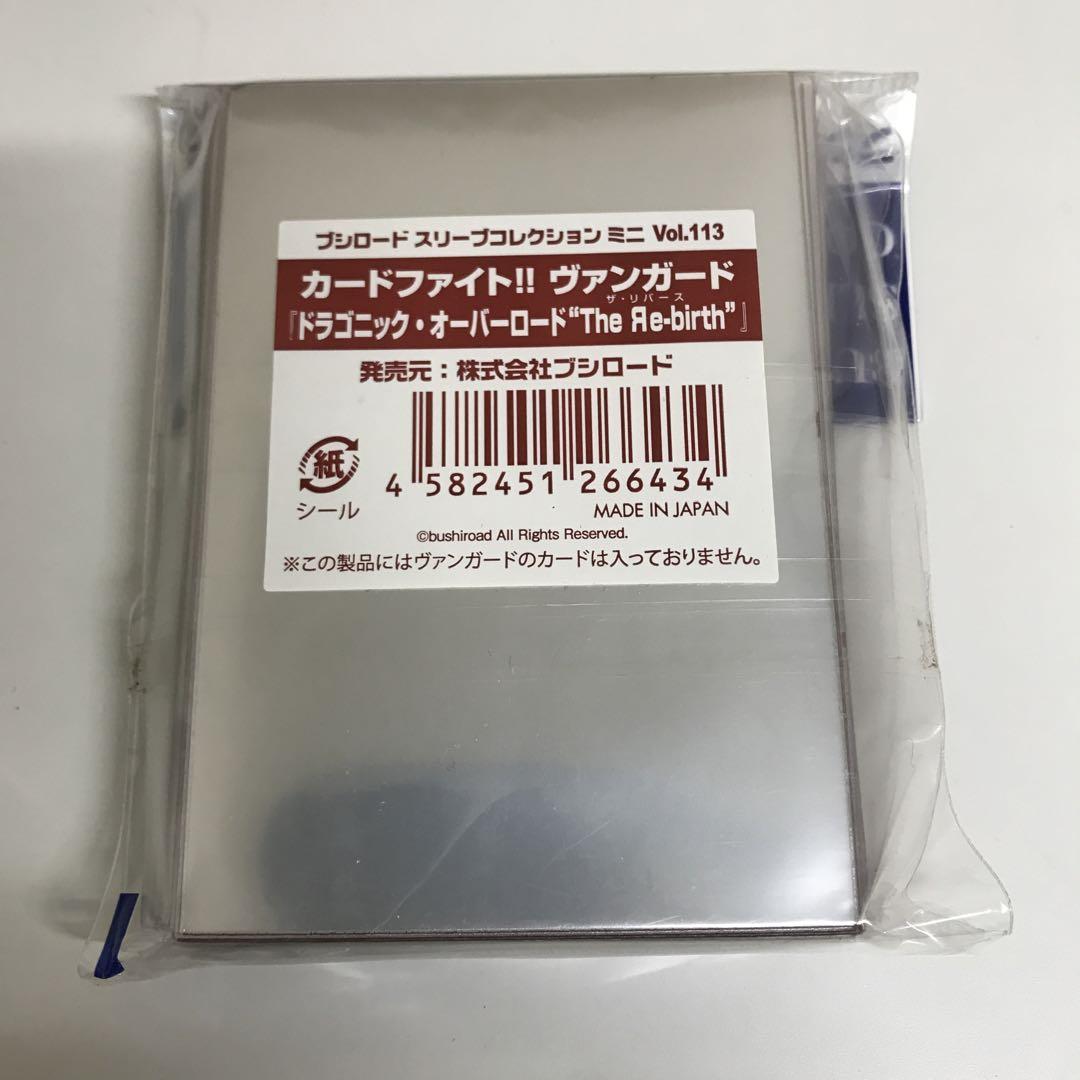 ブシロード スリーブコレクション ミニ Vol.113
カードファイト!! ヴァンガード
ザ・リバース
『ドラゴニック・オーバーロード“The Яe-birth”』
発売元：株式会社ブシロード
紙
シール
4 582451 266434
MADE IN JAPAN
©bushiroad All Rights Reserved.
※この製品にはヴァンガードのカードは入っておりません。